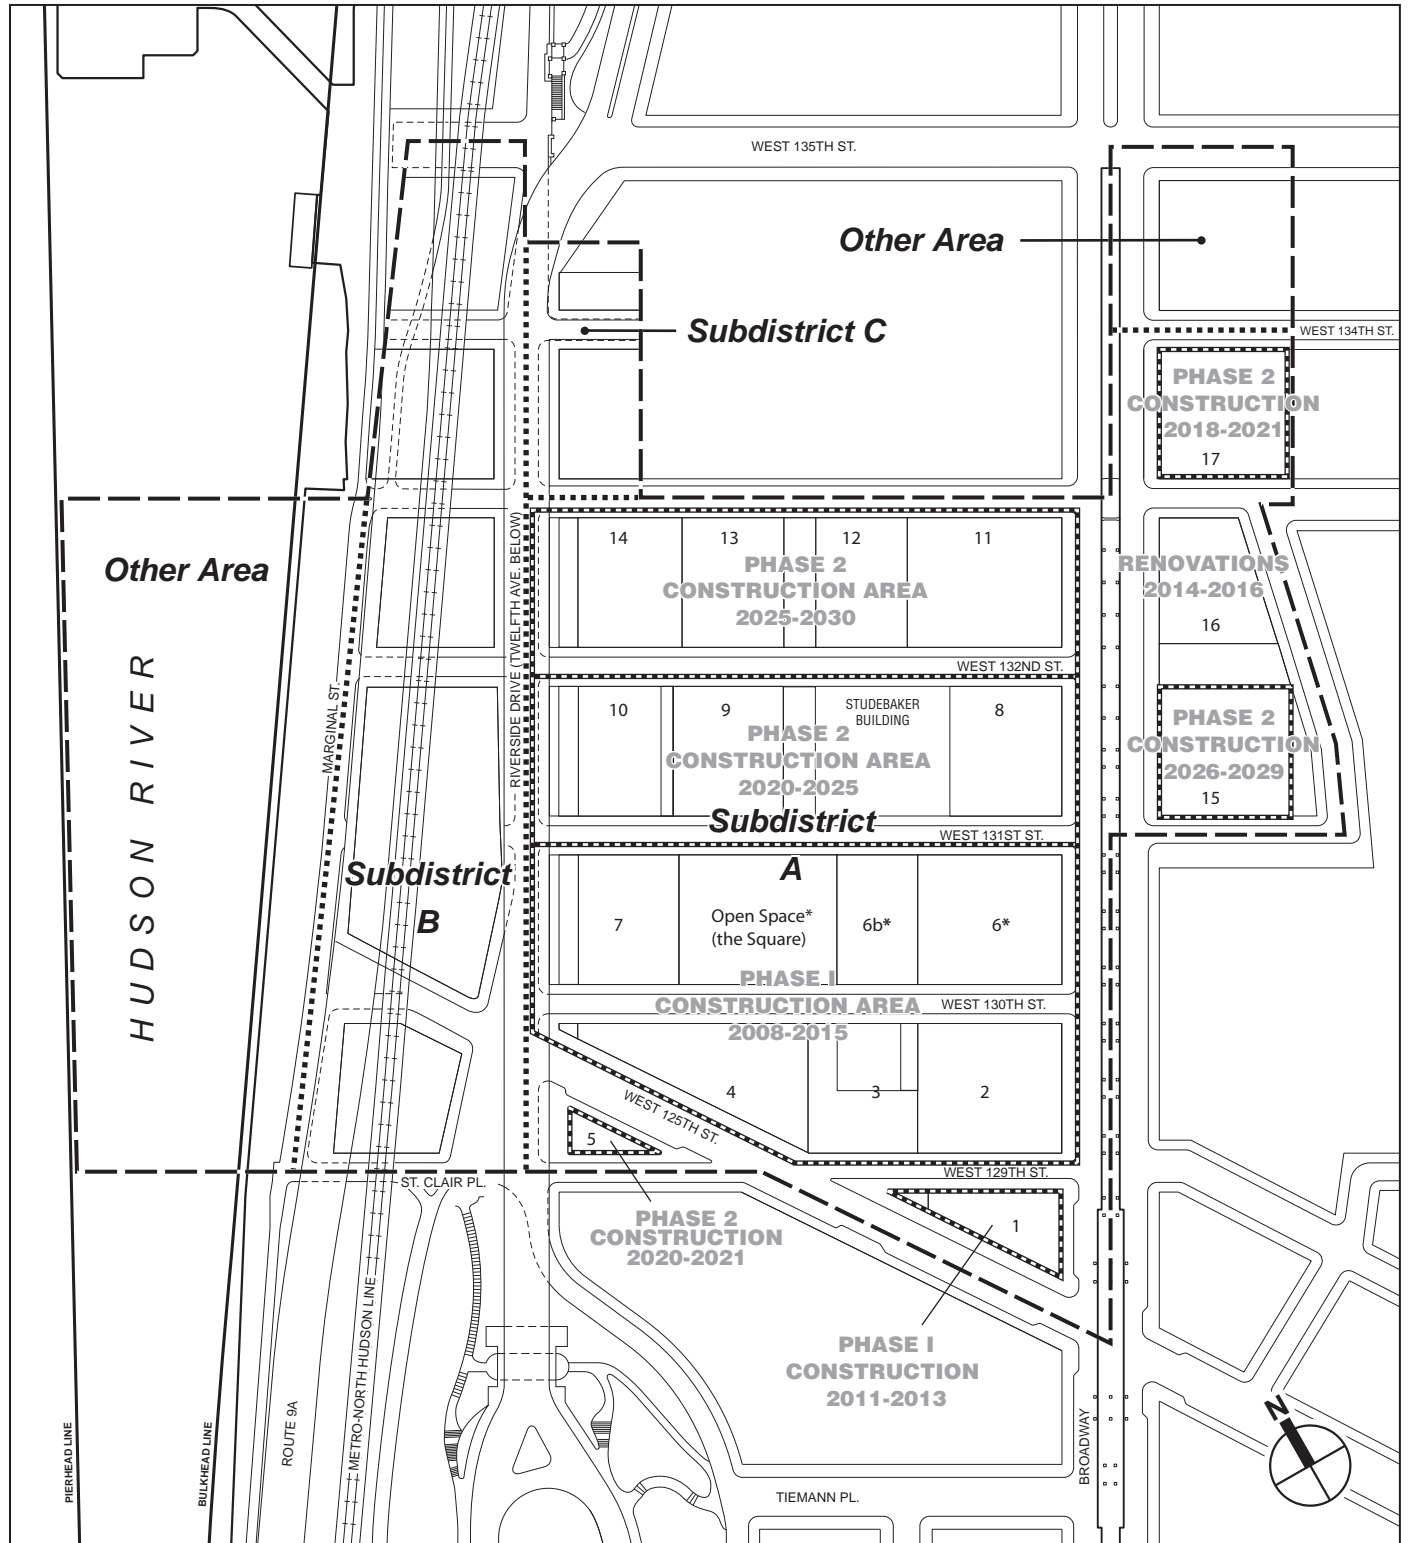 WEST 135TH ST.
Other Area
Subdistrict C
WEST 134TH ST.
PHASE 2
CONSTRUCTION
2018-2021
17
Other Area
HUDSON RIVER
MARGINAL ST.
RIVERSIDE DRIVE (TWELFTH AVE. BELOW)
14
13
12
11
PHASE 2
CONSTRUCTION AREA
2025-2030
RENOVATIONS
2014-2016
16
WEST 132ND ST.
10
9
STUDEBAKER
BUILDING
8
PHASE 2
CONSTRUCTION AREA
2020-2025
PHASE 2
CONSTRUCTION
2026-2029
15
Subdistrict
A
WEST 131ST ST.
Subdistrict
B
7
Open Space*
(the Square)
6b*
6*
PHASE I
CONSTRUCTION AREA
2008-2015
WEST 130TH ST.
4
3
2
WEST 125TH ST.
5
WEST 129TH ST.
ST. CLAIR PL.
PHASE 2
CONSTRUCTION
2020-2021
1
PHASE I
CONSTRUCTION
2011-2013
PIERHEAD LINE
BULKHEAD LINE
ROUTE 9A
METRO-NORTH HUDSON LINE
BROADWAY
TIEMANN PL.
N